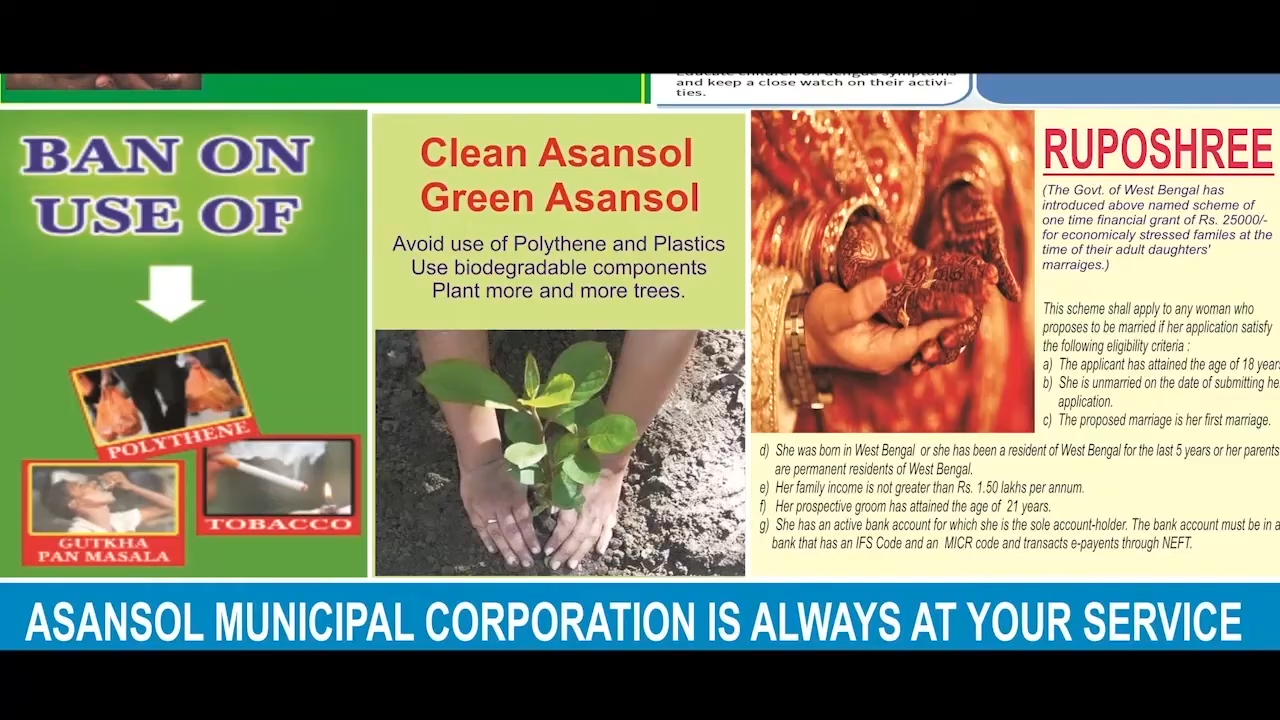 and keep a close watch on their activi-
ties.
BAN ON
USE OF
POLYTHENE
TOBACCO
GUTKHA
PAN MASALA
Clean Asansol
Green Asansol
Avoid use of Polythene and Plastics
Use biodegradable components
Plant more and more trees.
RUPOSHREE
(The Govt. of West Bengal has
introduced above named scheme of
one time financial grant of Rs. 25000/-
for economicaly stressed familes at the
time of their adult daughters'
marraiges.)
This scheme shall apply to any woman who
proposes to be married if her application satisfy
the following eligibility criteria :
a) The applicant has attained the age of 18 years
b) She is unmarried on the date of submitting he
application.
c) The proposed marriage is her first marriage.
d) She was born in West Bengal or she has been a resident of West Bengal for the last 5 years or her parents
are permanent residents of West Bengal.
e) Her family income is not greater than Rs. 1.50 lakhs per annum.
f) Her prospective groom has attained the age of 21 years.
g) She has an active bank account for which she is the sole account-holder. The bank account must be in a
bank that has an IFS Code and an MICR code and transacts e-payents through NEFT.
ASANSOL MUNICIPAL CORPORATION IS ALWAYS AT YOUR SERVICE